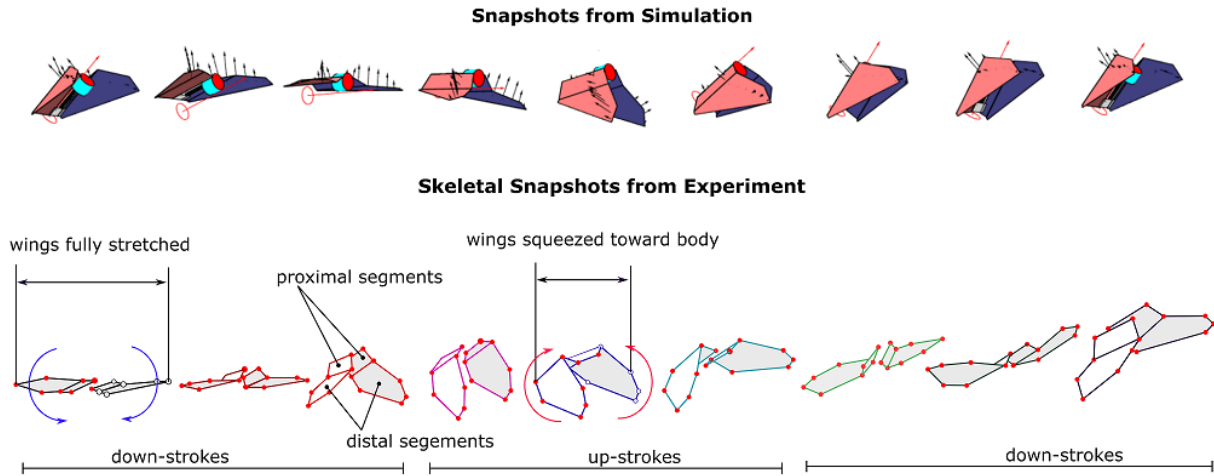 Snapshots from Simulation
Skeletal Snapshots from Experiment
wings fully stretched
wings squeezed toward body
proximal segments
distal segements
down-strokes
up-strokes
down-strokes